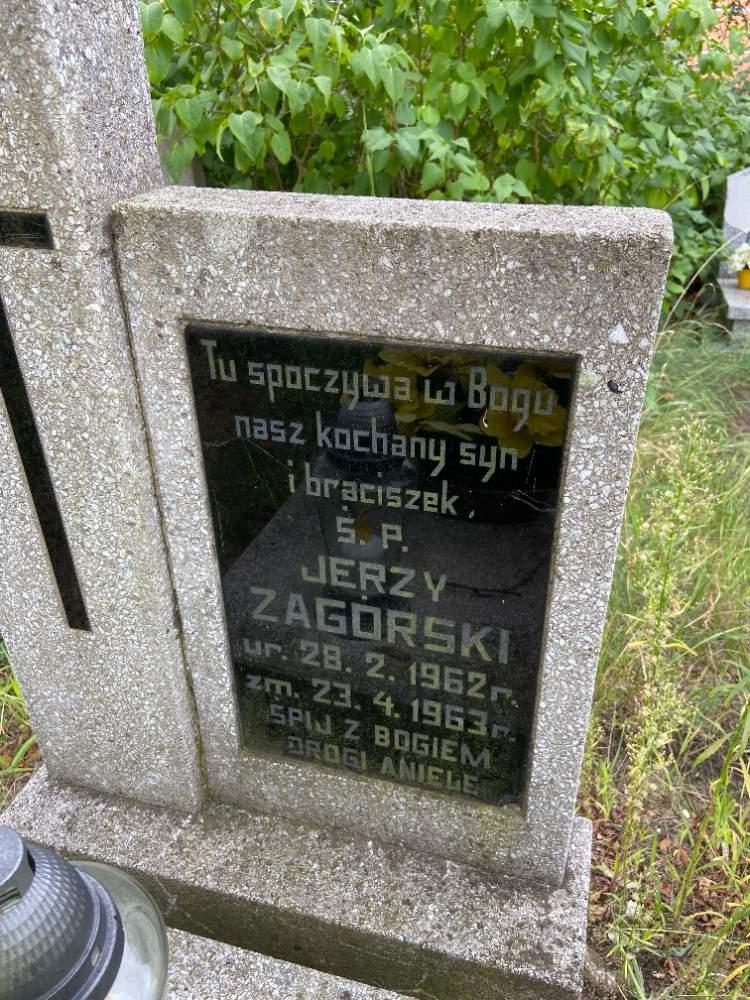 Tu spoczywa w Bogu
nasz kochany syn
i braciszek
Ś. P.
JERZY
ZAGÓRSKI
ur. 28. 2. 1962 r.
zm. 23. 4. 1963 r.
ŚPIJ Z BOGIEM
DROGI ANIELE